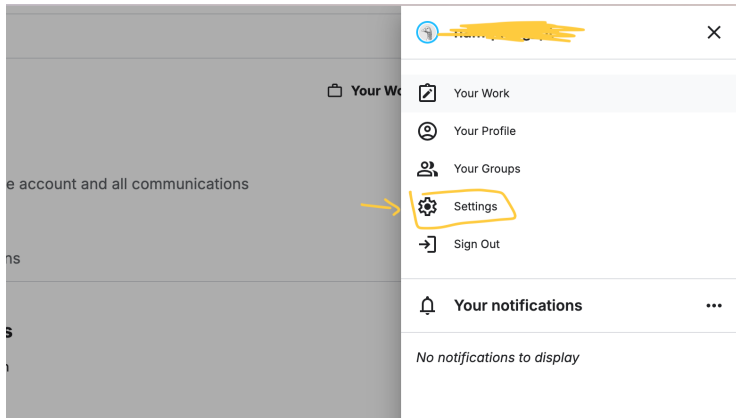 Your Work
Your Profile
Your Groups
Settings
Sign Out
Your notifications
No notifications to display
Your
e account and all communications
ns
s